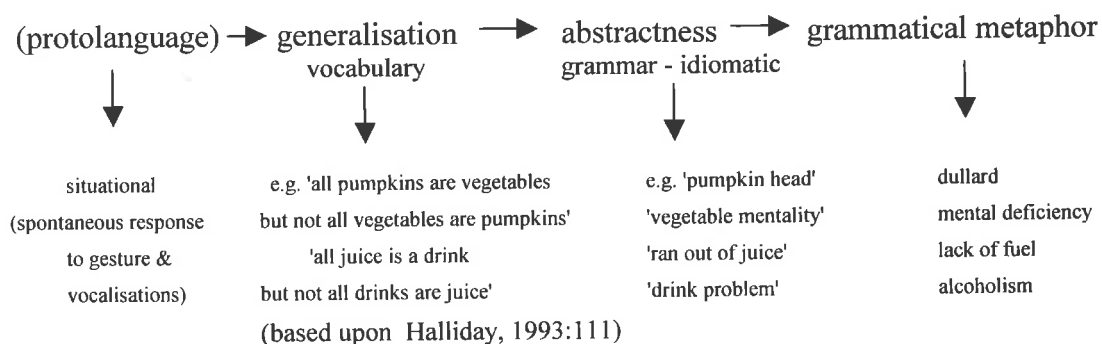 (protolanguage) generalisation abstractness grammatical metaphor
vocabulary grammar - idiomatic
situational e.g. 'all pumpkins are vegetables e.g. 'pumpkin head' dullard
(spontaneous response but not all vegetables are pumpkins' 'vegetable mentality' mental deficiency
to gesture & 'all juice is a drink 'ran out of juice' lack of fuel
vocalisations) but not all drinks are juice' 'drink problem' alcoholism
(based upon Halliday, 1993:111)